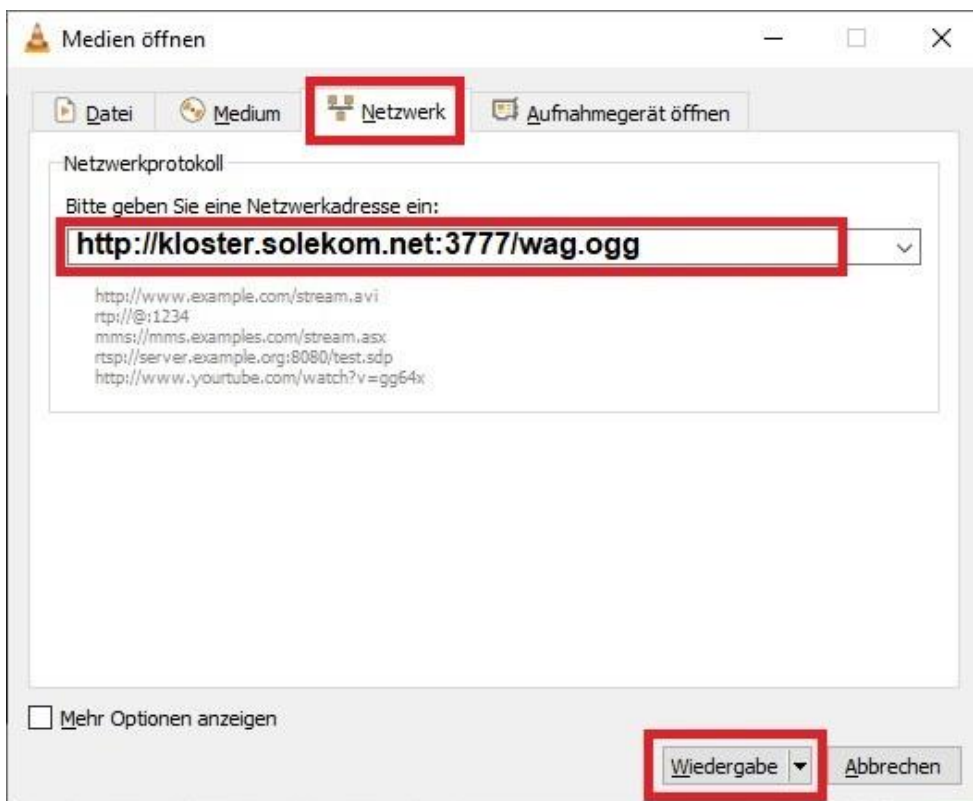 Medien öffnen
Datei Medium Netzwerk Aufnahmegerät öffnen
Netzwerkprotokoll
Bitte geben Sie eine Netzwerkadresse ein:
http://kloster.solekom.net:3777/wag.ogg
http://www.example.com/stream.avi
rtp://@:1234
mms://mms.examples.com/stream.asx
rtsp://server.example.org:8080/test.sdp
http://www.yourtube.com/watch?v=gg64x
Mehr Optionen anzeigen
Wiedergabe Abbrechen